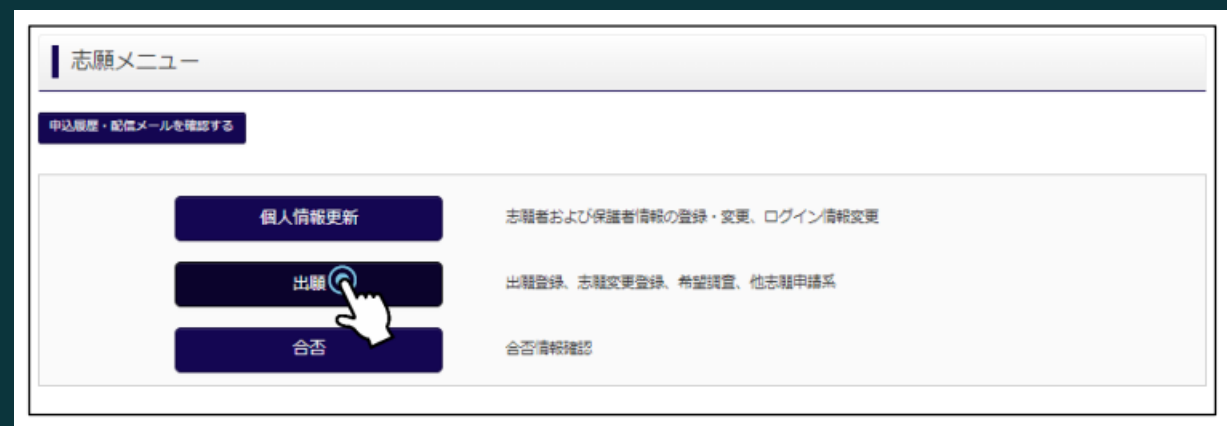 志願メニュー
申込履歴・配信メールを確認する
個人情報更新 志願者および保護者情報の登録・変更、ログイン情報変更
出願 出願登録、志願変更登録、希望調査、他志願申請系
合否 合否情報確認